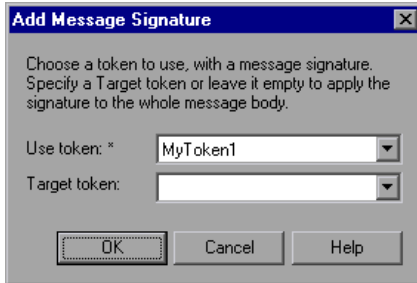 Add Message Signature
Choose a token to use, with a message signature.
Specify a Target token or leave it empty to apply the
signature to the whole message body.
Use token: * MyToken1
Target token:
OK Cancel Help